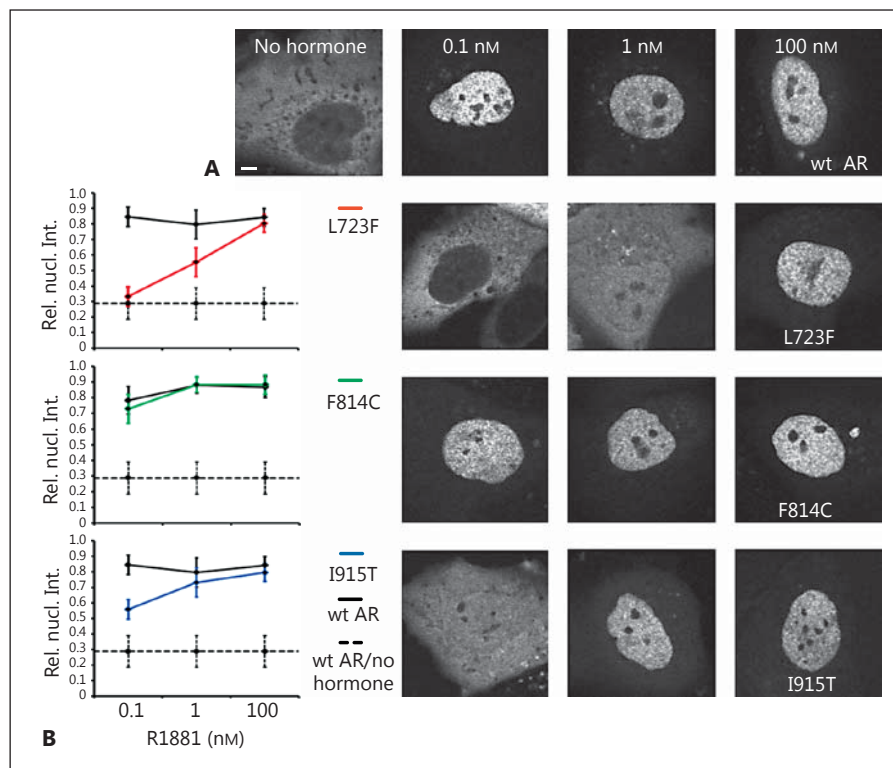 No hormone 0.1 nM 1 nM 100 nM
wt AR
A
1.0
0.9
0.8
0.7
0.6
0.5
0.4
0.3
0.2
0.1
0
Rel. nucl. Int.
L723F
L723F
1.0
0.9
0.8
0.7
0.6
0.5
0.4
0.3
0.2
0.1
0
Rel. nucl. Int.
F814C
F814C
1.0
0.9
0.8
0.7
0.6
0.5
0.4
0.3
0.2
0.1
0
Rel. nucl. Int.
I915T
wt AR
wt AR/no
hormone
I915T
0.1 1 100
R1881 (nM)
B